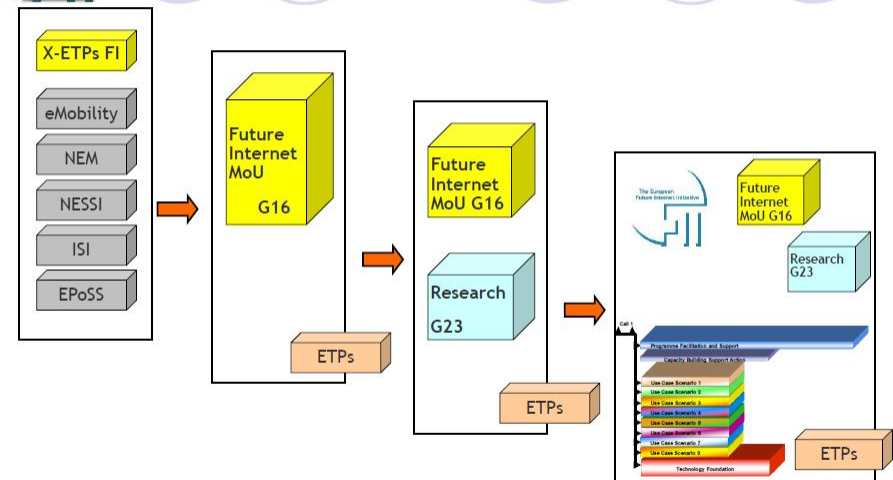 X-ETPs FI
eMobility
NEM
NESSI
ISI
EPoSS
Future
Internet
MoU
G16
ETPs
Future
Internet
MoU G16
Research
G23
ETPs
The European
Future Internet Initiative
Future
Internet
MoU G16
Research
G23
Call 1
Programme Facilitation and Support
Capacity Building Support Action
Use Case Scenario 1
Use Case Scenario 2
Use Case Scenario 3
Use Case Scenario 4
Use Case Scenario 5
Use Case Scenario 6
Use Case Scenario 7
Use Case Scenario 8
Technology Foundation
ETPs